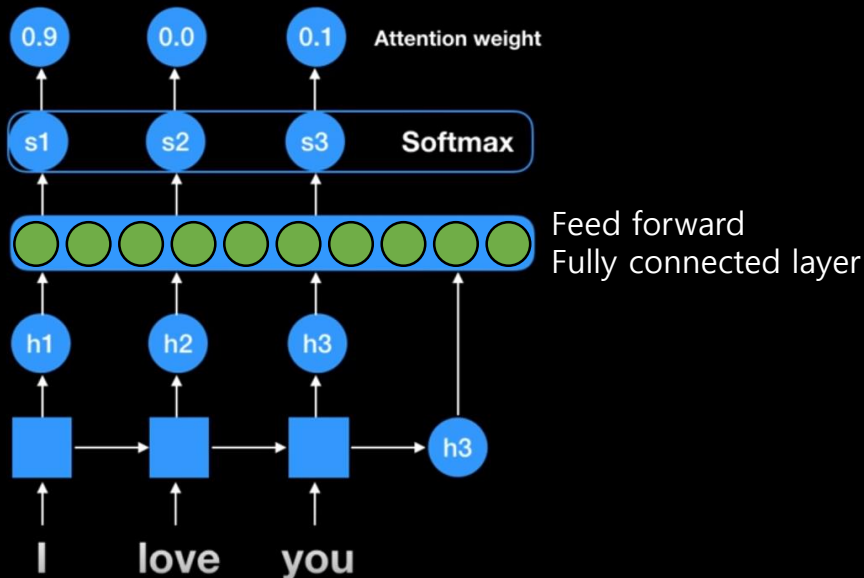 0.9 0.0 0.1 Attention weight
s1 s2 s3 Softmax
Feed forward
Fully connected layer
h1 h2 h3
h3
I love you